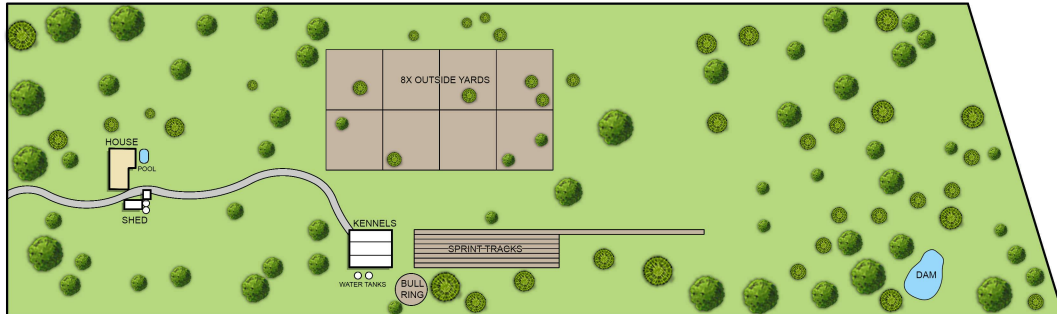 8X OUTSIDE YARDS
HOUSE
POOL
SHED
KENNELS
SPRINT TRACKS
WATER TANKS
BULL
RING
DAM